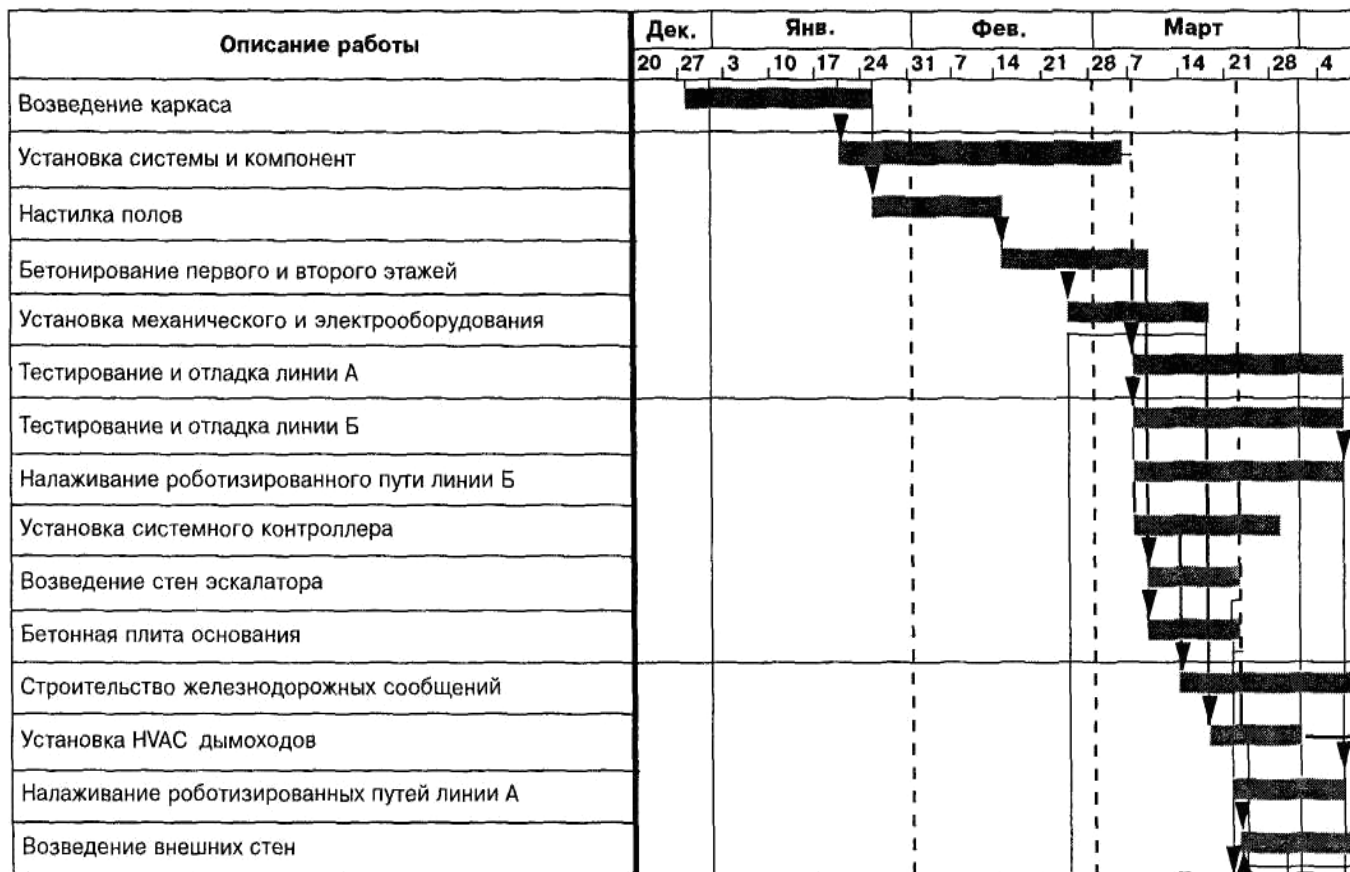 Описание работы
Дек. Янв. Фев. Март
20 27 3 10 17 24 31 7 14 21 28 7 14 21 28 4
Возведение каркаса
Установка системы и компонент
Настилка полов
Бетонирование первого и второго этажей
Установка механического и электрооборудования
Тестирование и отладка линии А
Тестирование и отладка линии Б
Налаживание роботизированного пути линии Б
Установка системного контроллера
Возведение стен эскалатора
Бетонная плита основания
Строительство железнодорожных сообщений
Установка HVAC дымоходов
Налаживание роботизированных путей линии А
Возведение внешних стен